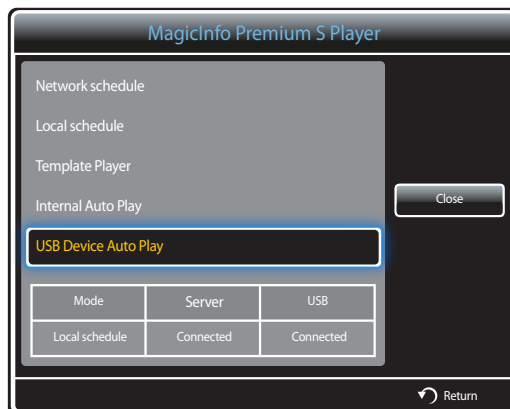 MagicInfo Premium S Player
Network schedule
Local schedule
Template Player
Internal Auto Play
Close
USB Device Auto Play
Mode Server USB
Local schedule Connected Connected
Return